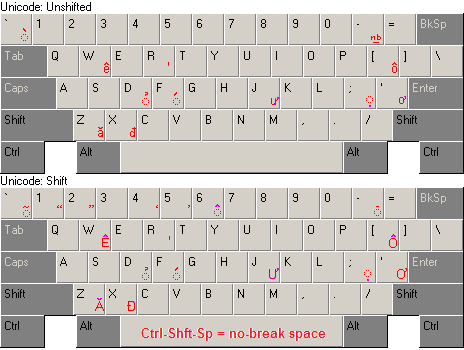 Unicode: Unshifted
` ◌̀ 1 2 3 4 5 6 7 8 9 0 - nb = BkSp
Tab Q W ê E R ' T Y U I O P [ ô ] \
Caps A S D ◌̉ F ◌́ G H J ư K L ; ◌̣ ' ơ Enter
Shift Z ă X đ C V B N M , . / Shift
Ctrl Alt Alt Ctrl
Unicode: Shift
` ◌̃ 1 “ 2 ” 3 4 ‘ 5 ’ 6 ◌̂ 7 8 9 0 - = BkSp
Tab Q W Ê E R T Y U I O P [ Ô ] \
Caps A S D ◌̉ F ◌́ G H J Ư K L ; ◌̣ ' Ơ Enter
Shift Z Ă X Đ C V B N M , . / Shift
Ctrl Alt Ctrl-Shft-Sp = no-break space Alt Ctrl